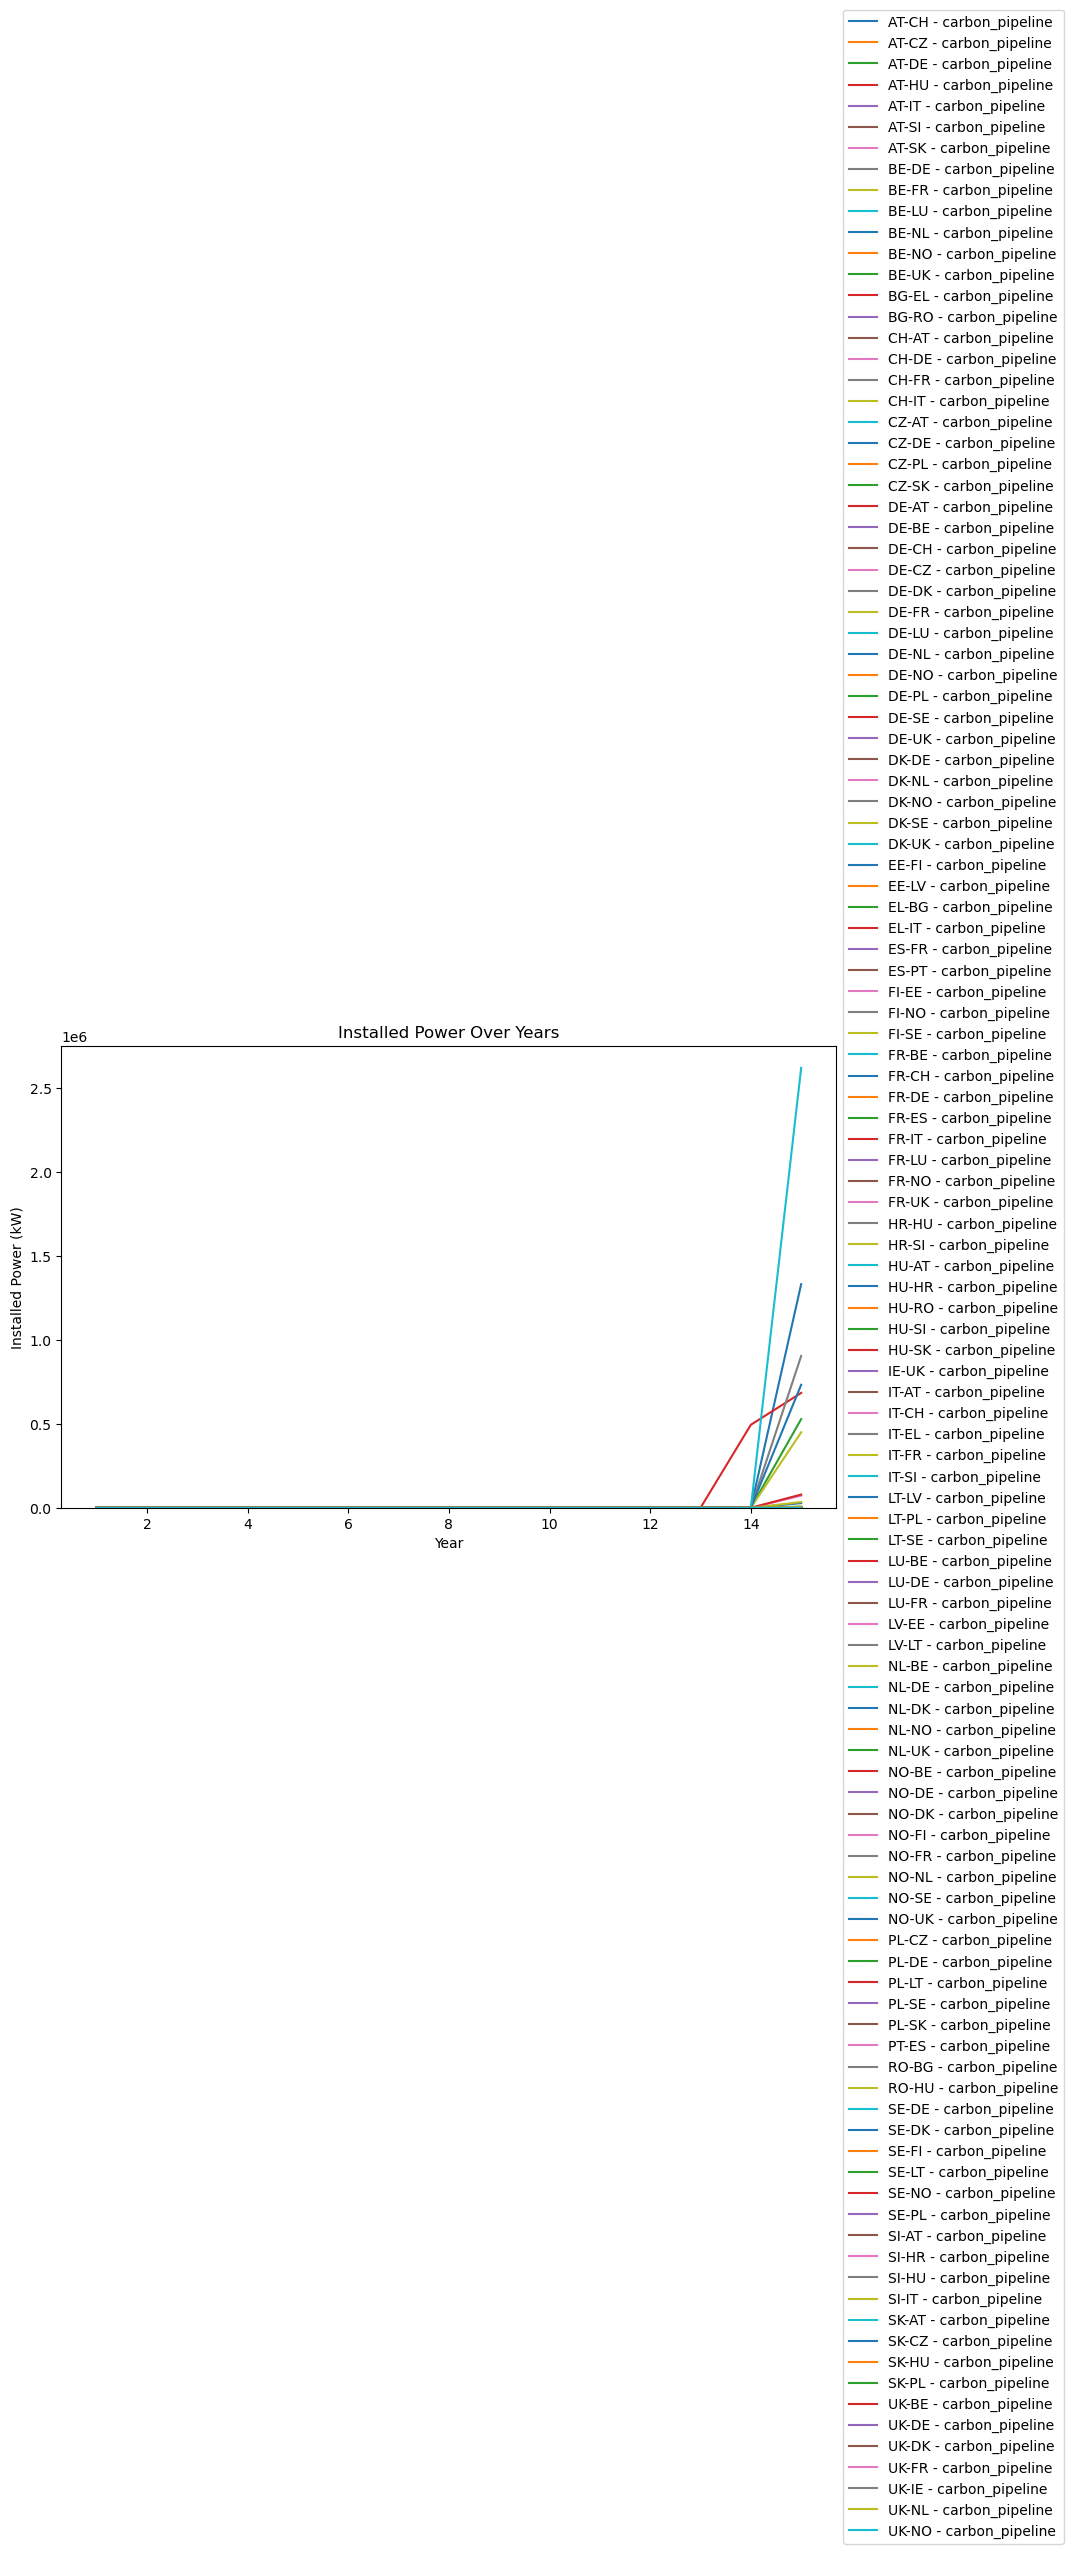 Installed Power Over Years
1e6
2.5
2.0
1.5
1.0
0.5
0.0
Installed Power (kW)
2
4
6
8
10
12
14
Year
AT-CH - carbon_pipeline
AT-CZ - carbon_pipeline
AT-DE - carbon_pipeline
AT-HU - carbon_pipeline
AT-IT - carbon_pipeline
AT-SI - carbon_pipeline
AT-SK - carbon_pipeline
BE-DE - carbon_pipeline
BE-FR - carbon_pipeline
BE-LU - carbon_pipeline
BE-NL - carbon_pipeline
BE-NO - carbon_pipeline
BE-UK - carbon_pipeline
BG-EL - carbon_pipeline
BG-RO - carbon_pipeline
CH-AT - carbon_pipeline
CH-DE - carbon_pipeline
CH-FR - carbon_pipeline
CH-IT - carbon_pipeline
CZ-AT - carbon_pipeline
CZ-DE - carbon_pipeline
CZ-PL - carbon_pipeline
CZ-SK - carbon_pipeline
DE-AT - carbon_pipeline
DE-BE - carbon_pipeline
DE-CH - carbon_pipeline
DE-CZ - carbon_pipeline
DE-DK - carbon_pipeline
DE-FR - carbon_pipeline
DE-LU - carbon_pipeline
DE-NL - carbon_pipeline
DE-NO - carbon_pipeline
DE-PL - carbon_pipeline
DE-SE - carbon_pipeline
DE-UK - carbon_pipeline
DK-DE - carbon_pipeline
DK-NL - carbon_pipeline
DK-NO - carbon_pipeline
DK-SE - carbon_pipeline
DK-UK - carbon_pipeline
EE-FI - carbon_pipeline
EE-LV - carbon_pipeline
EL-BG - carbon_pipeline
EL-IT - carbon_pipeline
ES-FR - carbon_pipeline
ES-PT - carbon_pipeline
FI-EE - carbon_pipeline
FI-NO - carbon_pipeline
FI-SE - carbon_pipeline
FR-BE - carbon_pipeline
FR-CH - carbon_pipeline
FR-DE - carbon_pipeline
FR-ES - carbon_pipeline
FR-IT - carbon_pipeline
FR-LU - carbon_pipeline
FR-NO - carbon_pipeline
FR-UK - carbon_pipeline
HR-HU - carbon_pipeline
HR-SI - carbon_pipeline
HU-AT - carbon_pipeline
HU-HR - carbon_pipeline
HU-RO - carbon_pipeline
HU-SI - carbon_pipeline
HU-SK - carbon_pipeline
IE-UK - carbon_pipeline
IT-AT - carbon_pipeline
IT-CH - carbon_pipeline
IT-EL - carbon_pipeline
IT-FR - carbon_pipeline
IT-SI - carbon_pipeline
LT-LV - carbon_pipeline
LT-PL - carbon_pipeline
LT-SE - carbon_pipeline
LU-BE - carbon_pipeline
LU-DE - carbon_pipeline
LU-FR - carbon_pipeline
LV-EE - carbon_pipeline
LV-LT - carbon_pipeline
NL-BE - carbon_pipeline
NL-DE - carbon_pipeline
NL-DK - carbon_pipeline
NL-NO - carbon_pipeline
NL-UK - carbon_pipeline
NO-BE - carbon_pipeline
NO-DE - carbon_pipeline
NO-DK - carbon_pipeline
NO-FI - carbon_pipeline
NO-FR - carbon_pipeline
NO-NL - carbon_pipeline
NO-SE - carbon_pipeline
NO-UK - carbon_pipeline
PL-CZ - carbon_pipeline
PL-DE - carbon_pipeline
PL-LT - carbon_pipeline
PL-SE - carbon_pipeline
PL-SK - carbon_pipeline
PT-ES - carbon_pipeline
RO-BG - carbon_pipeline
RO-HU - carbon_pipeline
SE-DE - carbon_pipeline
SE-DK - carbon_pipeline
SE-FI - carbon_pipeline
SE-LT - carbon_pipeline
SE-NO - carbon_pipeline
SE-PL - carbon_pipeline
SI-AT - carbon_pipeline
SI-HR - carbon_pipeline
SI-HU - carbon_pipeline
SI-IT - carbon_pipeline
SK-AT - carbon_pipeline
SK-CZ - carbon_pipeline
SK-HU - carbon_pipeline
SK-PL - carbon_pipeline
UK-BE - carbon_pipeline
UK-DE - carbon_pipeline
UK-DK - carbon_pipeline
UK-FR - carbon_pipeline
UK-IE - carbon_pipeline
UK-NL - carbon_pipeline
UK-NO - carbon_pipeline